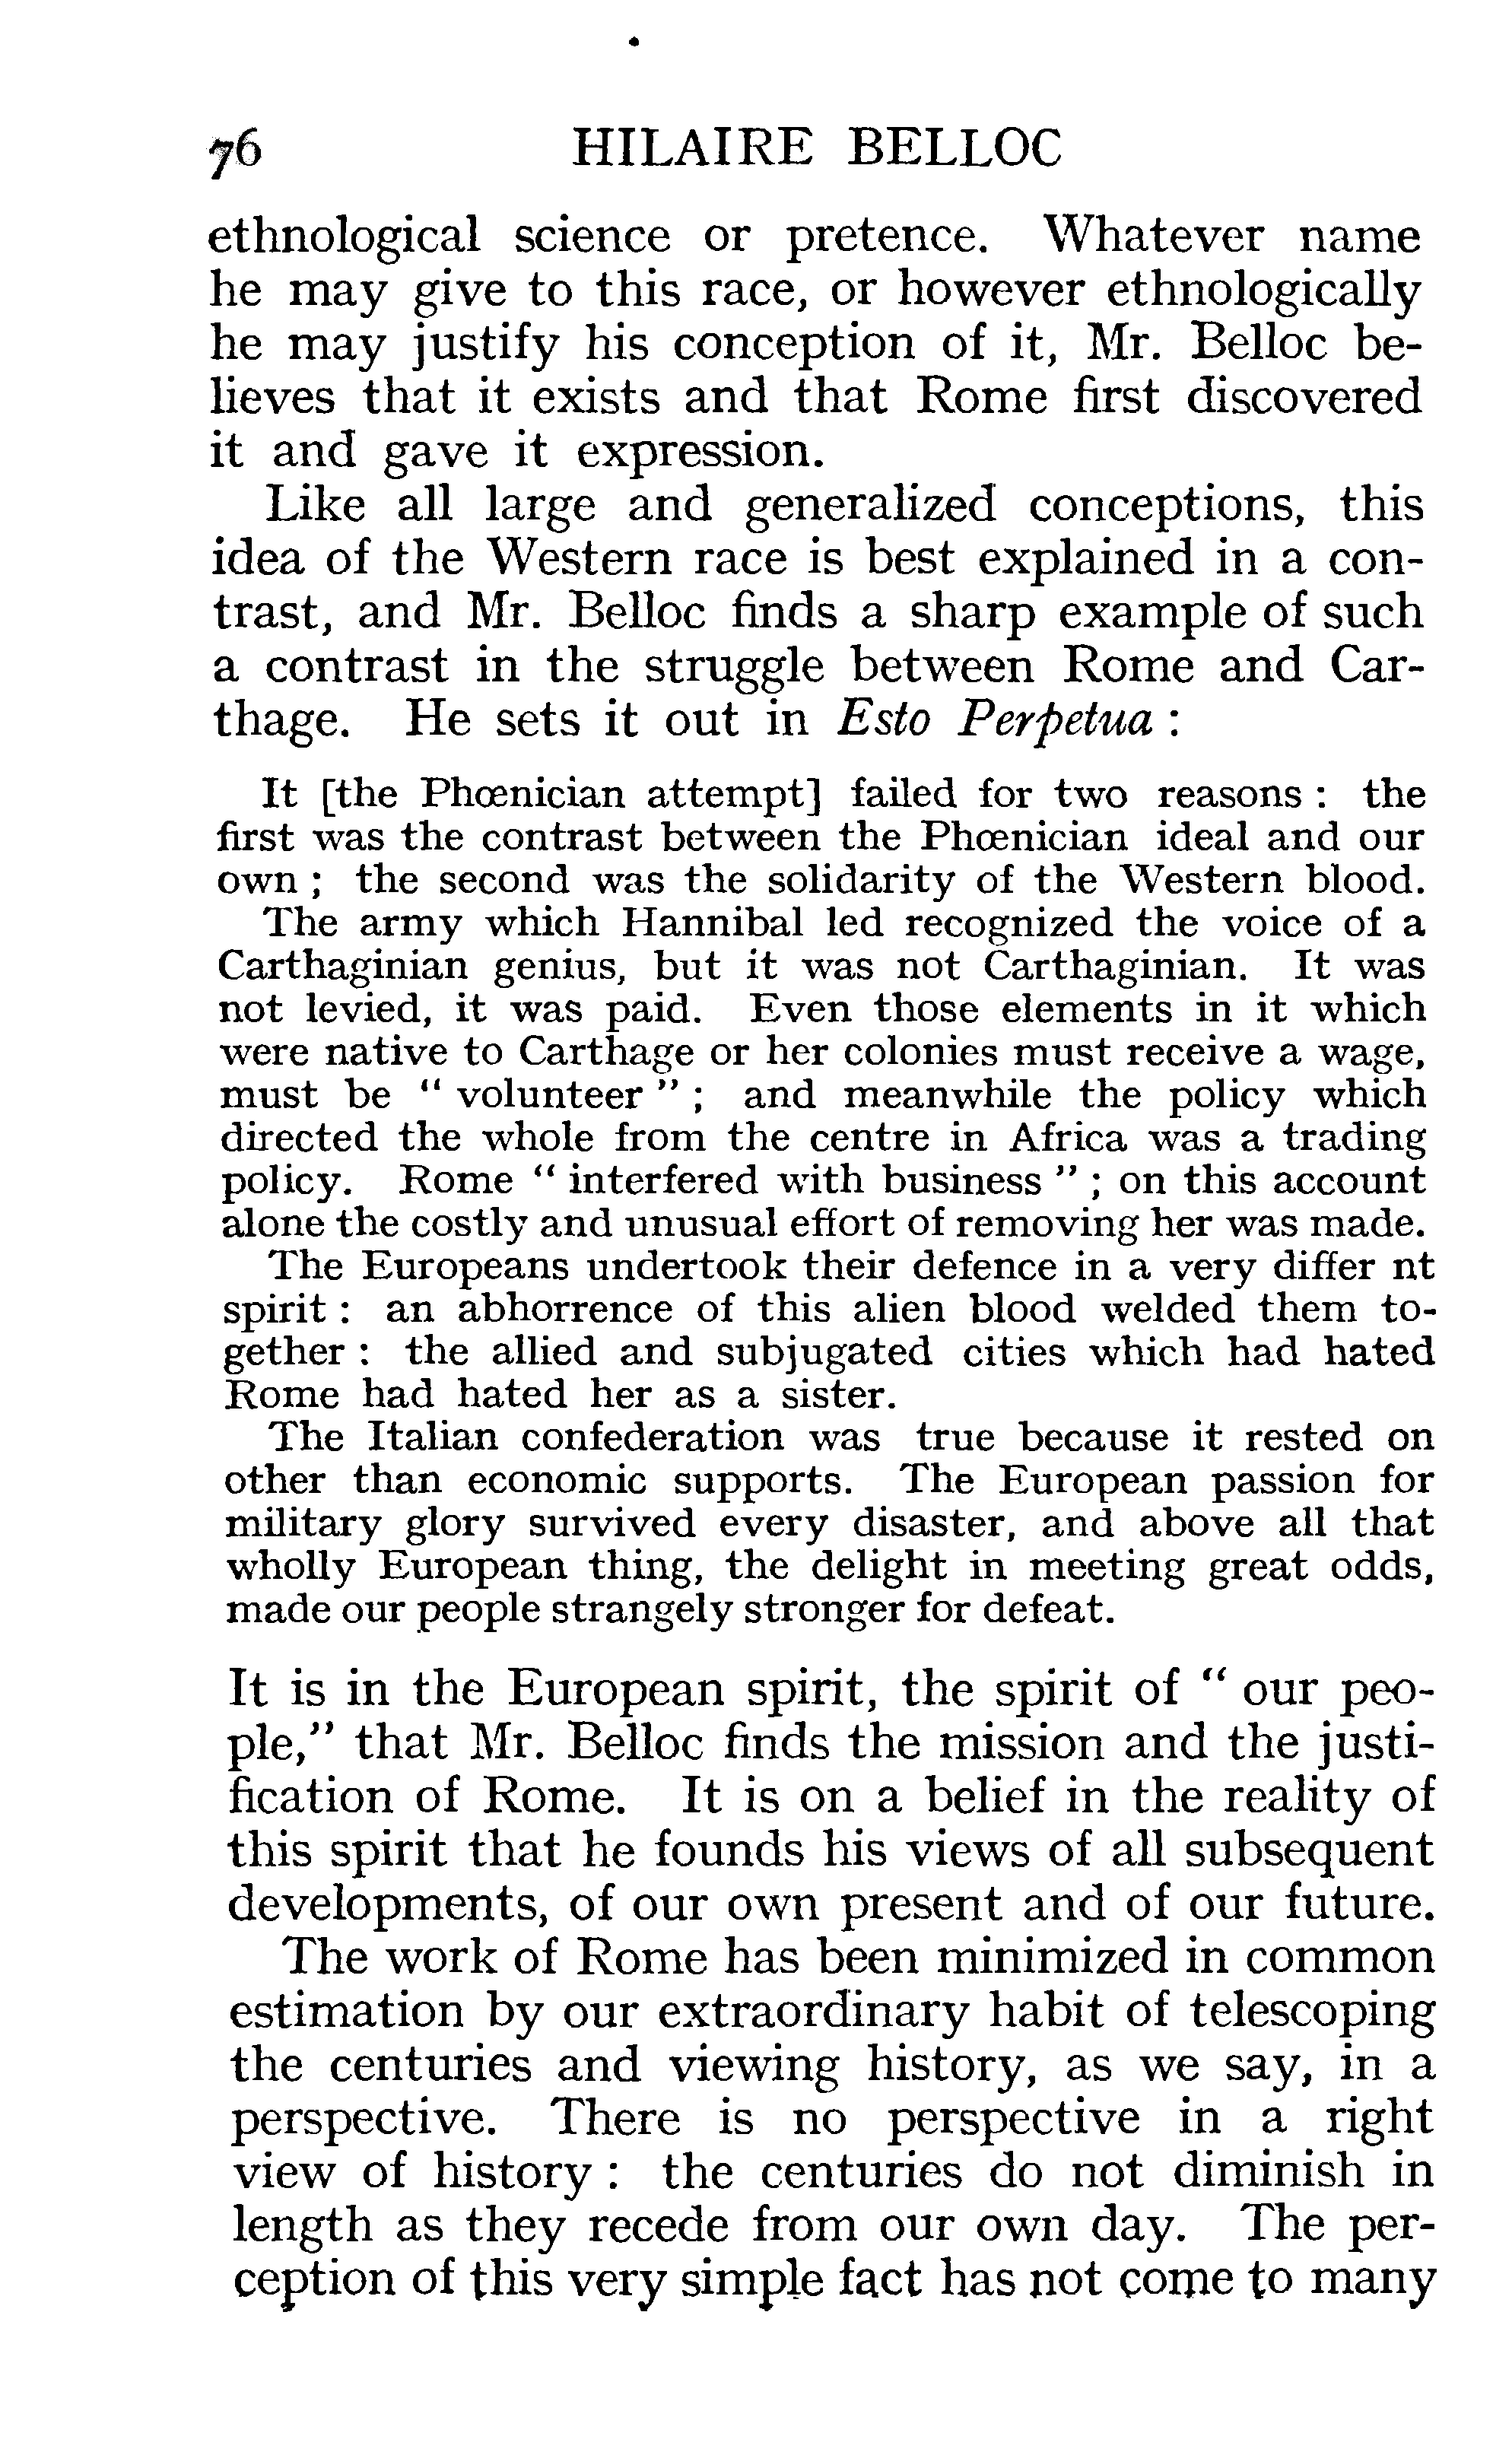 76 HILAIRE BELLOC
ethnological science or pretence. Whatever name
he may give to this race, or however ethnologically
he may justify his conception of it, Mr. Belloc be-
lieves that it exists and that Rome first discovered
it and gave it expression.
Like all large and generalized conceptions, this
idea of the Western race is best explained in a con-
trast, and Mr. Belloc finds a sharp example of such
a contrast in the struggle between Rome and Car-
thage. He sets it out in Esto Perpetua :
It [the Phœnician attempt] failed for two reasons : the
first was the contrast between the Phœnician ideal and our
own ; the second was the solidarity of the Western blood.
The army which Hannibal led recognized the voice of a
Carthaginian genius, but it was not Carthaginian. It was
not levied, it was paid. Even those elements in it which
were native to Carthage or her colonies must receive a wage,
must be “ volunteer ” ; and meanwhile the policy which
directed the whole from the centre in Africa was a trading
policy. Rome “ interfered with business ” ; on this account
alone the costly and unusual effort of removing her was made.
The Europeans undertook their defence in a very differ nt
spirit : an abhorrence of this alien blood welded them to-
gether : the allied and subjugated cities which had hated
Rome had hated her as a sister.
The Italian confederation was true because it rested on
other than economic supports. The European passion for
military glory survived every disaster, and above all that
wholly European thing, the delight in meeting great odds,
made our people strangely stronger for defeat.
It is in the European spirit, the spirit of “ our peo-
ple,” that Mr. Belloc finds the mission and the justi-
fication of Rome. It is on a belief in the reality of
this spirit that he founds his views of all subsequent
developments, of our own present and of our future.
The work of Rome has been minimized in common
estimation by our extraordinary habit of telescoping
the centuries and viewing history, as we say, in a
perspective. There is no perspective in a right
view of history : the centuries do not diminish in
length as they recede from our own day. The per-
ception of this very simple fact has not come to many